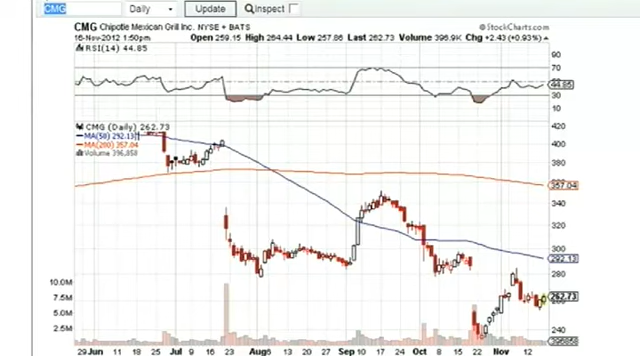 CMG Daily Update Inspect
CMG Chipotle Mexican Grill Inc. NYSE + BATS © StockCharts.com
16-Nov-2012 1:50pm Open 259.15 High 264.44 Low 257.86 Last 262.73 Volume 396.9K Chg +2.43 (+0.93%)
RSI(14) 44.85
90
70
44.85
30
10
CMG (Daily) 262.73
MA(50) 292.13
MA(200) 357.04
Volume 396,858
420
400
380
357.04
340
320
300
292.13
280
262.73
240
10.0M
7.5M
5.0M
2.5M
396858
29 Jun 11 18 25 Jul 9 16 23 Aug 6 13 20 27 Sep 10 17 24 Oct 8 15 22 Nov 12